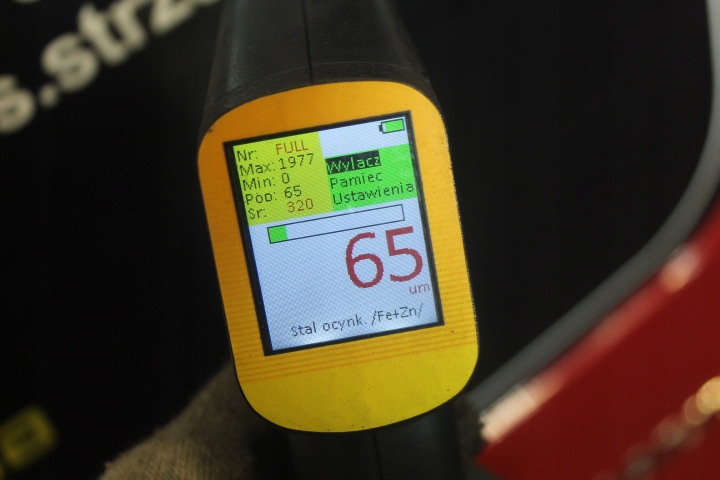 s.strz
Nr: FULL
Max: 1977
Min: 0
Pop: 65
Sr: 320
Wylacz
Pamiec
Ustawienia
65
um
Stal ocynk. /Fe+Zn/